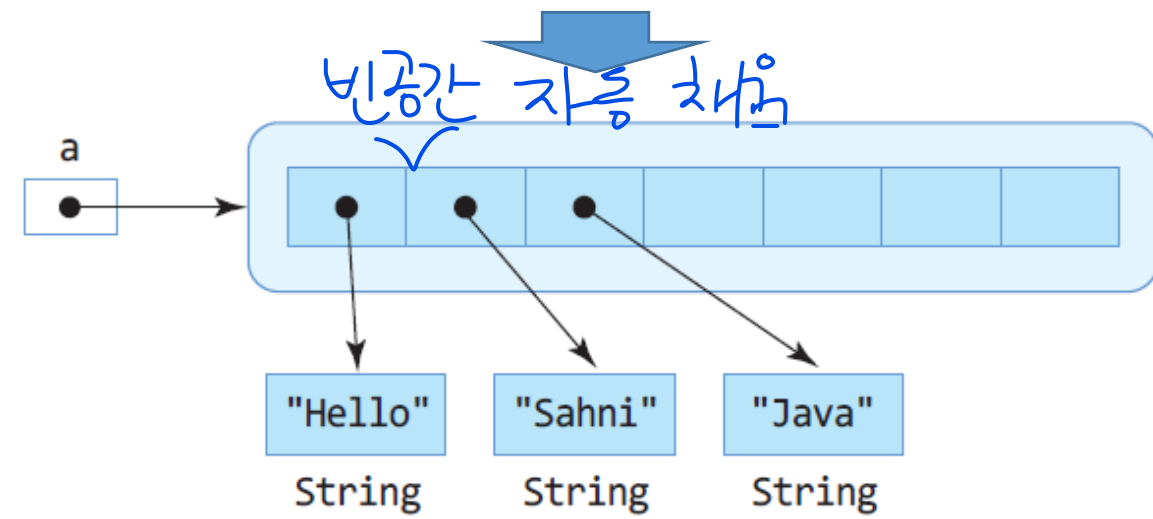 빈공간 자동 채움
a
"Hello" "Sahni" "Java"
String String String